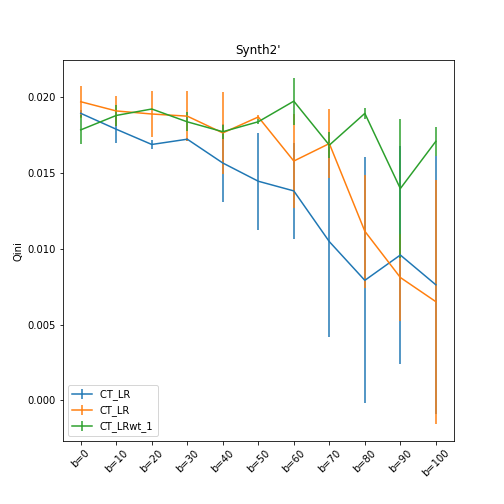 Synth2'
0.020
0.015
0.010
0.005
0.000
Qini
CT_LR
CT_LR
CT_LRwt_1
b=0
b=10
b=20
b=30
b=40
b=50
b=60
b=70
b=80
b=90
b=100